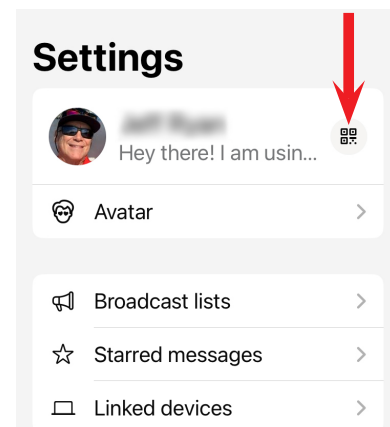 Settings
Hey there! I am usin...
Avatar
Broadcast lists
Starred messages
Linked devices